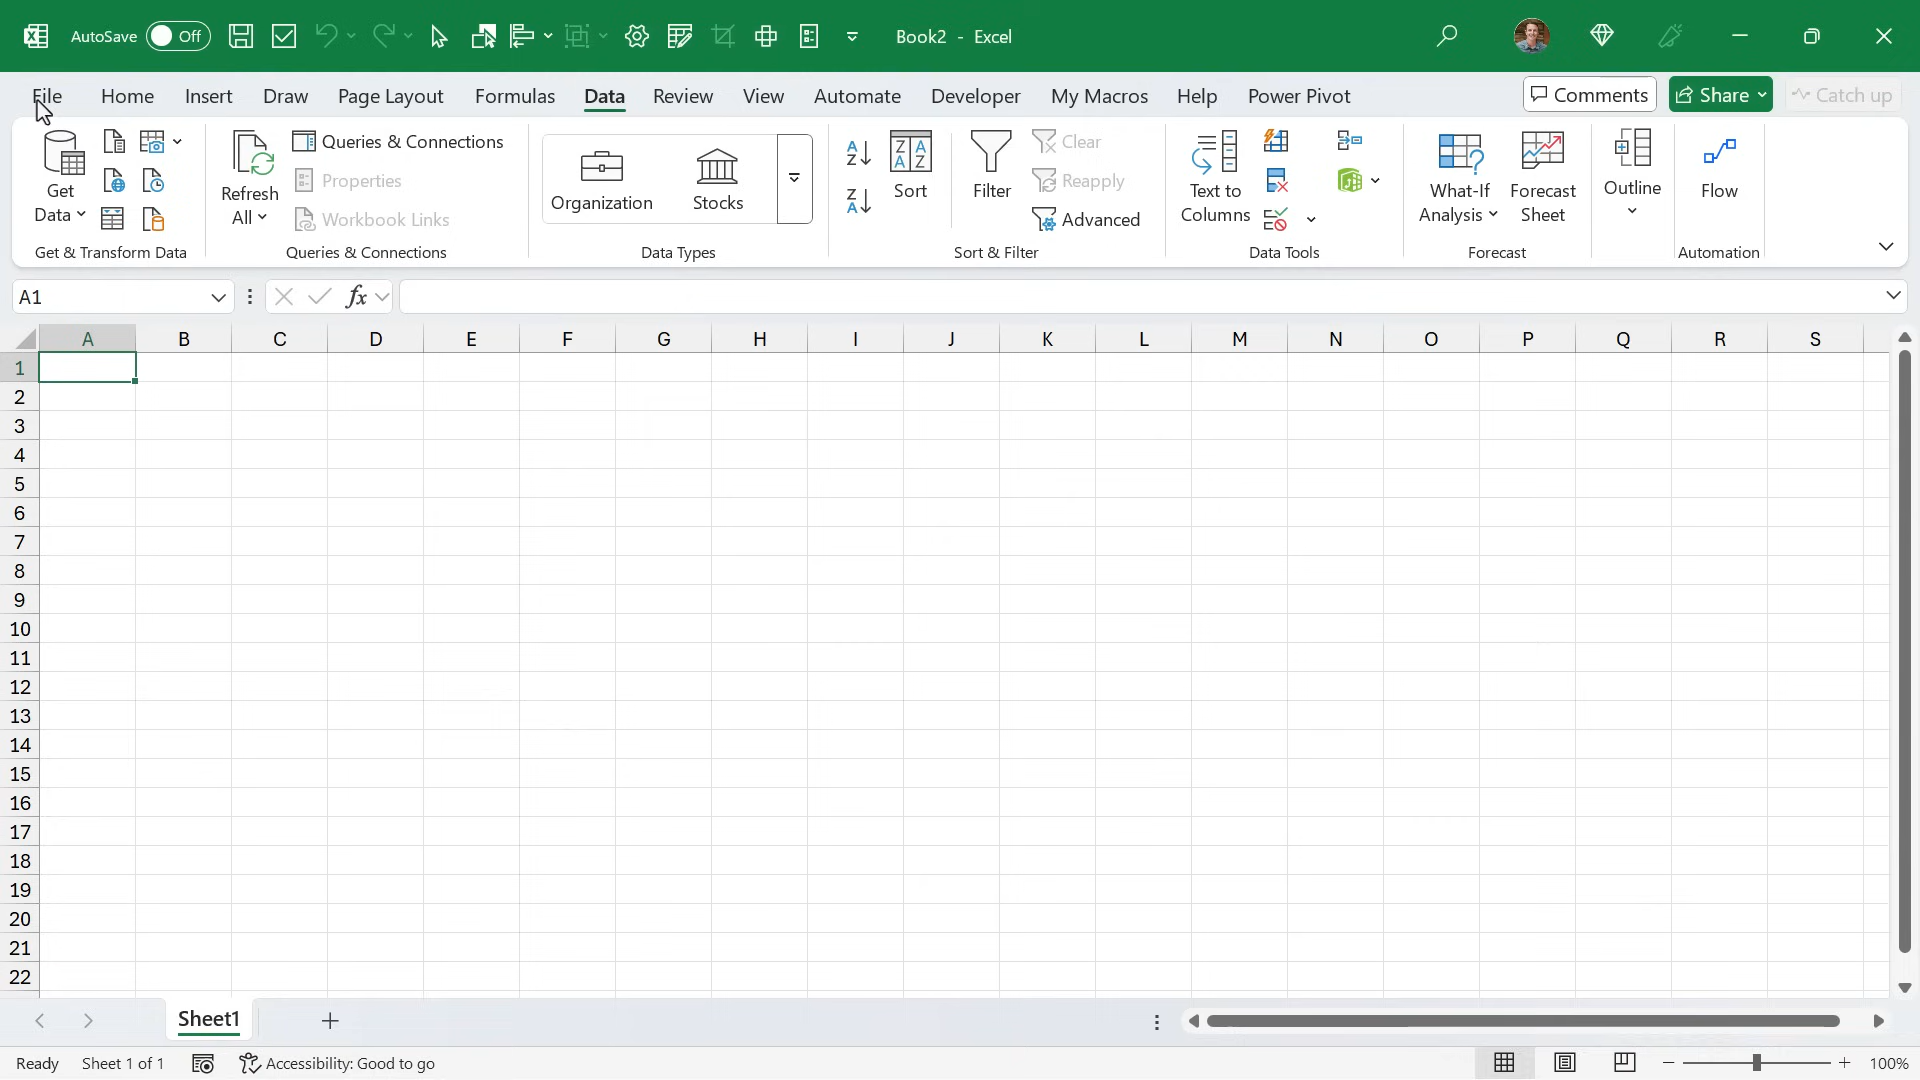 AutoSave Off Book2 - Excel
File Home Insert Draw Page Layout Formulas Data Review View Automate Developer My Macros Help Power Pivot Comments Share Catch up
Get Data
Get & Transform Data
Refresh All
Queries & Connections
Properties
Workbook Links
Queries & Connections
Organization Stocks
Data Types
Sort
Filter
Clear
Reapply
Advanced
Sort & Filter
Text to Columns
Data Tools
What-If Analysis
Forecast Sheet
Forecast
Outline
Flow
Automation
A1 fx
A B C D E F G H I J K L M N O P Q R S
1
2
3
4
5
6
7
8
9
10
11
12
13
14
15
16
17
18
19
20
21
22
Sheet1
Ready Sheet 1 of 1 Accessibility: Good to go 100%